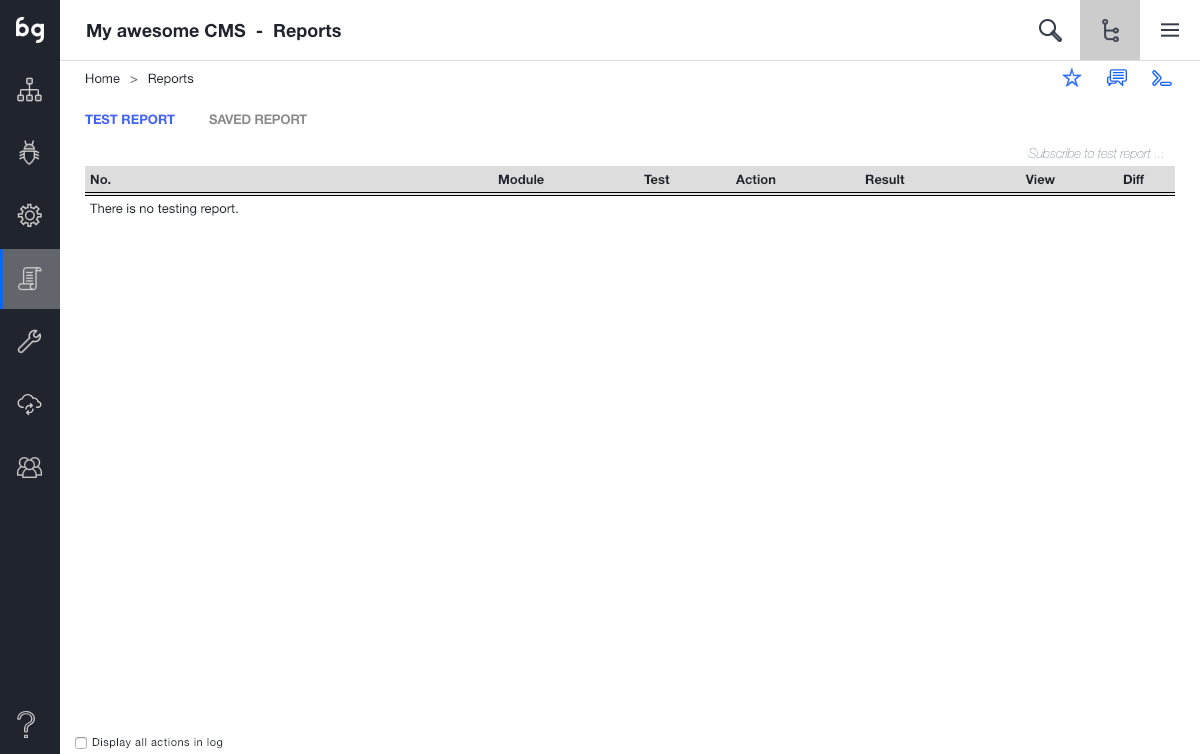 bg
My awesome CMS - Reports
Home > Reports
TEST REPORT SAVED REPORT
Subscribe to test report ...
No. Module Test Action Result View Diff
There is no testing report.
Display all actions in log